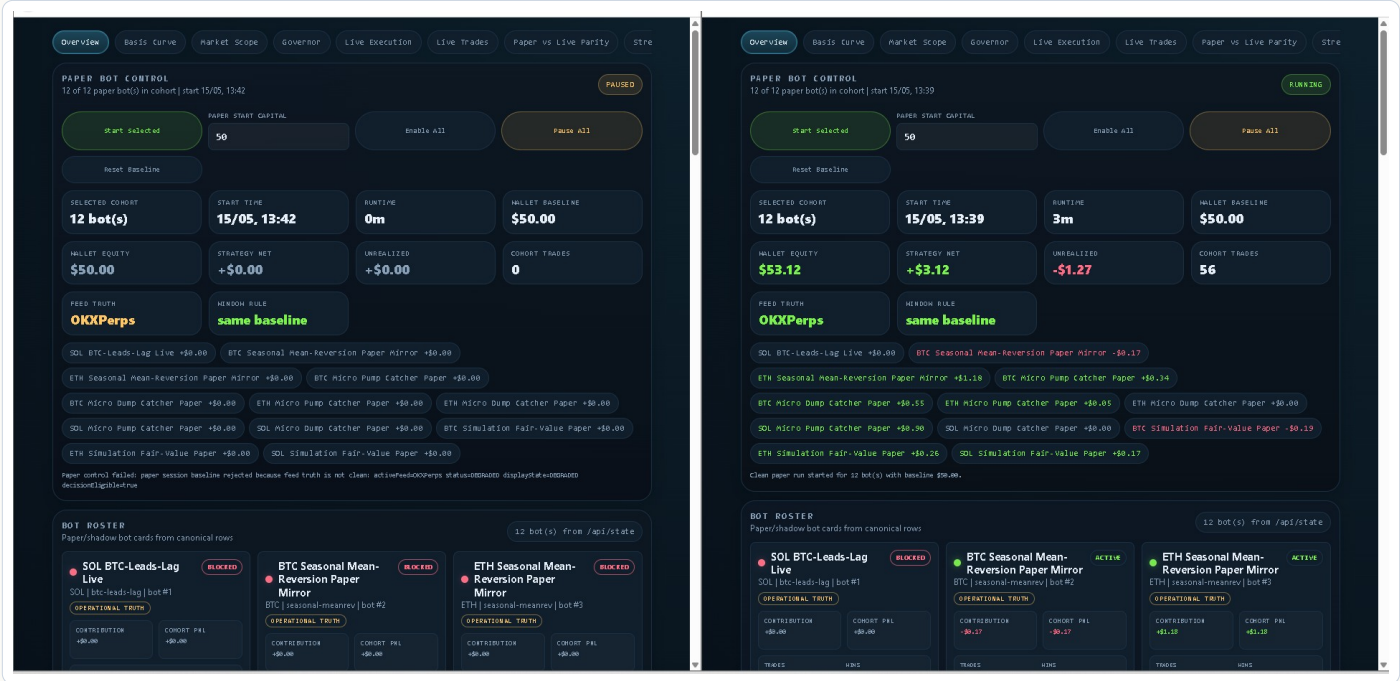 Overview Basis Curve Market Scope Governor Live Execution Live Trades Paper vs Live Parity Stre
PAPER BOT CONTROL
12 of 12 paper bot(s) in cohort | start 15/05, 13:42
PAUSED
Start Selected
PAPER START CAPITAL
50
Enable All
Pause All
Reset Baseline
SELECTED COHORT
12 bot(s)
START TIME
15/05, 13:42
RUNTIME
0m
WALLET BASELINE
$50.00
WALLET EQUITY
$50.00
STRATEGY NET
+$0.00
UNREALIZED
+$0.00
COHORT TRADES
0
FEED TRUTH
OKXPerps
WINDOW RULE
same baseline
SOL BTC-Leads-Lag Live +$0.00 BTC Seasonal Mean-Reversion Paper Mirror +$0.00
ETH Seasonal Mean-Reversion Paper Mirror +$0.00 BTC Micro Pump Catcher Paper +$0.00
BTC Micro Dump Catcher Paper +$0.00 ETH Micro Pump Catcher Paper +$0.00 ETH Micro Dump Catcher Paper +$0.00
SOL Micro Pump Catcher Paper +$0.00 SOL Micro Dump Catcher Paper +$0.00 BTC Simulation Fair-Value Paper +$0.00
ETH Simulation Fair-Value Paper +$0.00 SOL Simulation Fair-Value Paper +$0.00
Paper control failed: paper session baseline rejected because feed truth is not clean: activeFeed=OKXPerps status=DEGRADED displayState=DEGRADED
decisionEligible=true
BOT ROSTER
Paper/shadow bot cards from canonical rows
12 bot(s) from /api/state
SOL BTC-Leads-Lag
Live
BLOCKED
SOL | btc-leads-lag | bot #1
OPERATIONAL TRUTH
CONTRIBUTION
+$0.00
COHORT PNL
+$0.00
BTC Seasonal Mean-
Reversion Paper
Mirror
BLOCKED
BTC | seasonal-meanrev | bot #2
OPERATIONAL TRUTH
CONTRIBUTION
+$0.00
COHORT PNL
+$0.00
ETH Seasonal Mean-
Reversion Paper
Mirror
BLOCKED
ETH | seasonal-meanrev | bot #3
OPERATIONAL TRUTH
CONTRIBUTION
+$0.00
COHORT PNL
+$0.00
Overview Basis Curve Market Scope Governor Live Execution Live Trades Paper vs Live Parity Stre
PAPER BOT CONTROL
12 of 12 paper bot(s) in cohort | start 15/05, 13:39
RUNNING
Start Selected
PAPER START CAPITAL
50
Enable All
Pause All
Reset Baseline
SELECTED COHORT
12 bot(s)
START TIME
15/05, 13:39
RUNTIME
3m
WALLET BASELINE
$50.00
WALLET EQUITY
$53.12
STRATEGY NET
+$3.12
UNREALIZED
-$1.27
COHORT TRADES
56
FEED TRUTH
OKXPerps
WINDOW RULE
same baseline
SOL BTC-Leads-Lag Live +$0.00 BTC Seasonal Mean-Reversion Paper Mirror -$0.17
ETH Seasonal Mean-Reversion Paper Mirror +$1.18 BTC Micro Pump Catcher Paper +$0.34
BTC Micro Dump Catcher Paper +$0.55 ETH Micro Pump Catcher Paper +$0.05 ETH Micro Dump Catcher Paper +$0.00
SOL Micro Pump Catcher Paper +$0.90 SOL Micro Dump Catcher Paper +$0.00 BTC Simulation Fair-Value Paper -$0.19
ETH Simulation Fair-Value Paper +$0.26 SOL Simulation Fair-Value Paper +$0.17
Clean paper run started for 12 bot(s) with baseline $50.00.
BOT ROSTER
Paper/shadow bot cards from canonical rows
12 bot(s) from /api/state
SOL BTC-Leads-Lag
Live
BLOCKED
SOL | btc-leads-lag | bot #1
OPERATIONAL TRUTH
CONTRIBUTION
+$0.00
COHORT PNL
+$0.00
TRADES WINS
BTC Seasonal Mean-
Reversion Paper Mirror
ACTIVE
BTC | seasonal-meanrev | bot #2
OPERATIONAL TRUTH
CONTRIBUTION
-$0.17
COHORT PNL
-$0.17
TRADES WINS
ETH Seasonal Mean-
Reversion Paper Mirror
ACTIVE
ETH | seasonal-meanrev | bot #3
OPERATIONAL TRUTH
CONTRIBUTION
+$1.18
COHORT PNL
+$1.18
TRADES WINS